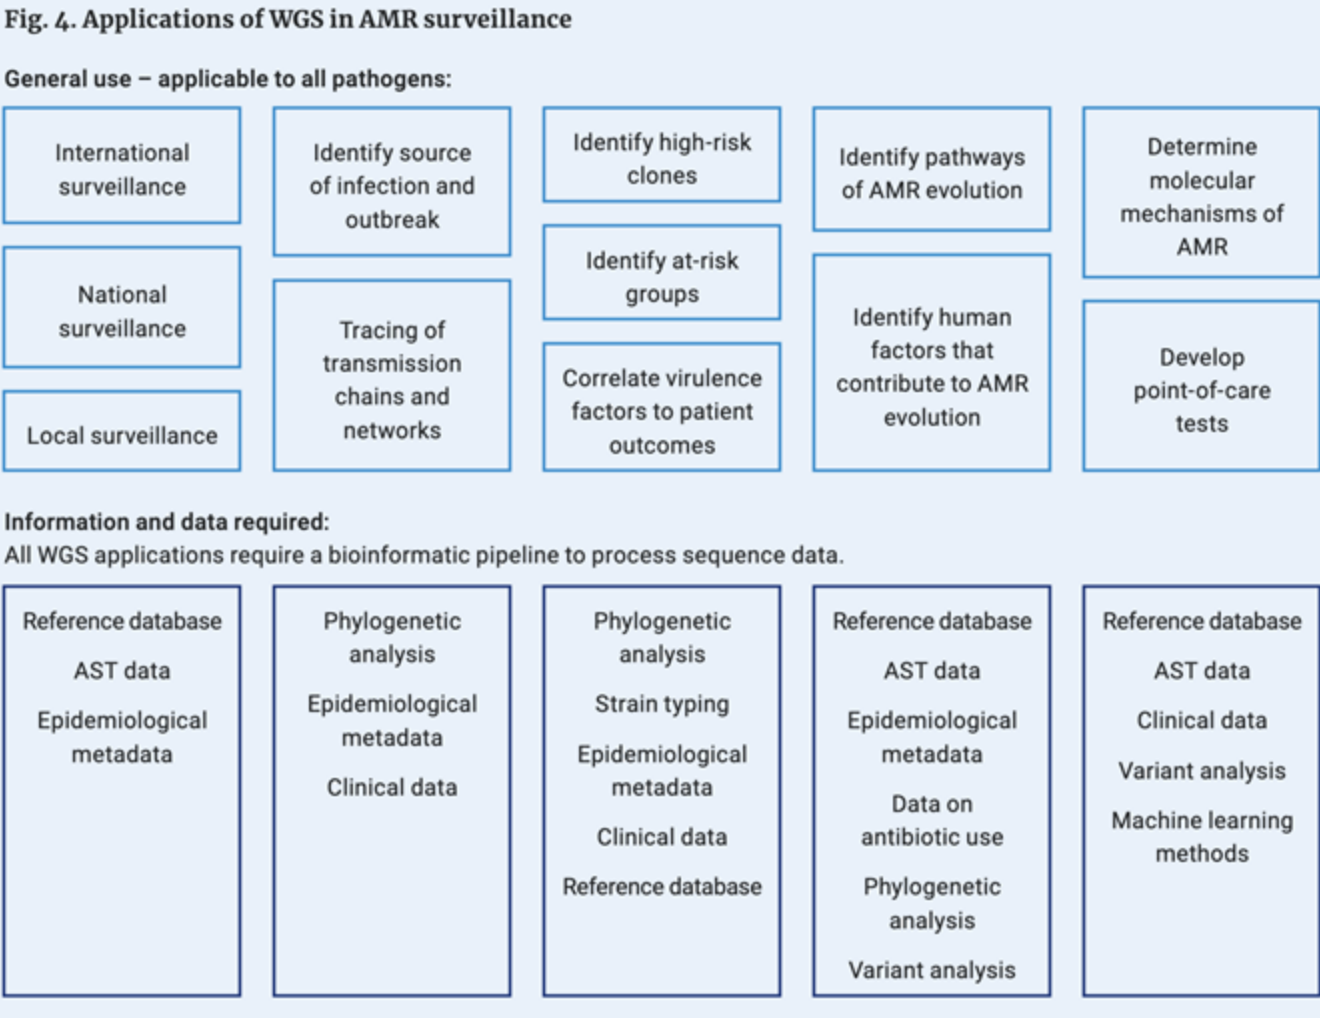 Fig. 4. Applications of WGS in AMR surveillance
General use – applicable to all pathogens:
International
surveillance
National
surveillance
Local surveillance
Identify source
of infection and
outbreak
Tracing of
transmission
chains and
networks
Identify high-risk
clones
Identify at-risk
groups
Correlate virulence
factors to patient
outcomes
Identify pathways
of AMR evolution
Identify human
factors that
contribute to AMR
evolution
Determine
molecular
mechanisms of
AMR
Develop
point-of-care
tests
Information and data required:
All WGS applications require a bioinformatic pipeline to process sequence data.
Reference database
AST data
Epidemiological
metadata
Phylogenetic
analysis
Epidemiological
metadata
Clinical data
Phylogenetic
analysis
Strain typing
Epidemiological
metadata
Clinical data
Reference database
Reference database
AST data
Epidemiological
metadata
Data on
antibiotic use
Phylogenetic
analysis
Variant analysis
Reference database
AST data
Clinical data
Variant analysis
Machine learning
methods